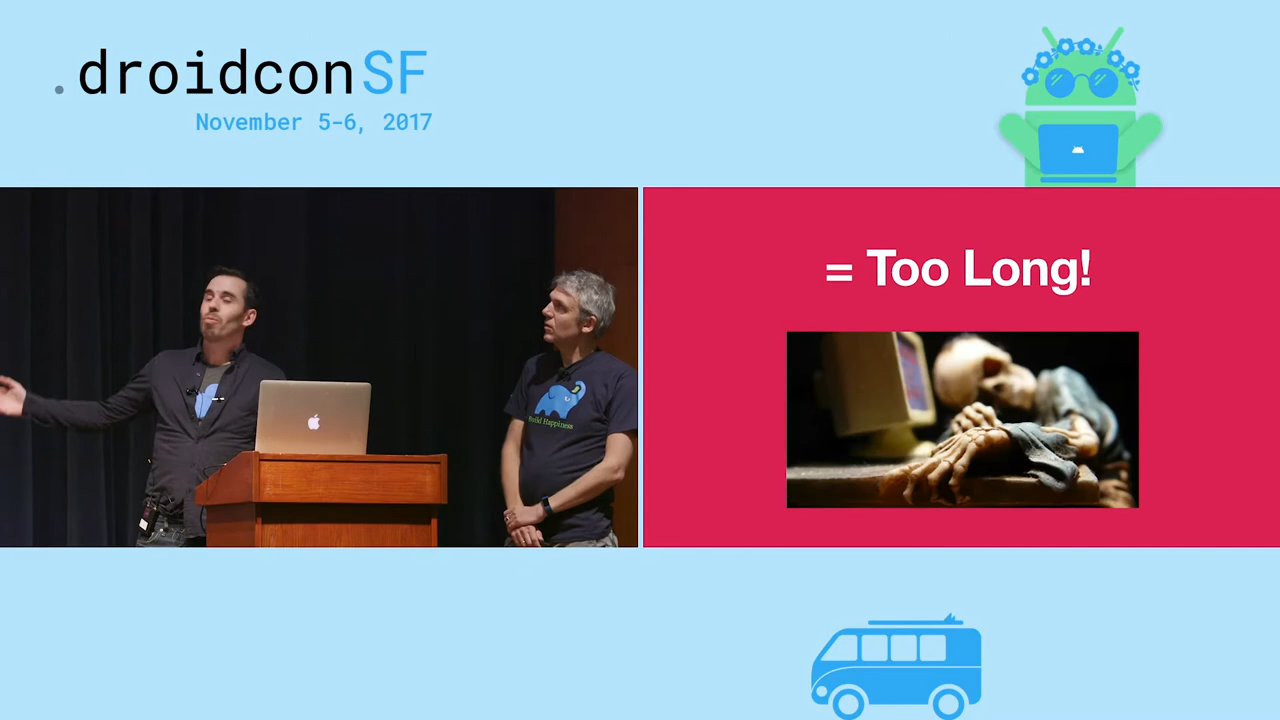 .droidconSF
November 5-6, 2017
= Too Long!
Build Happiness